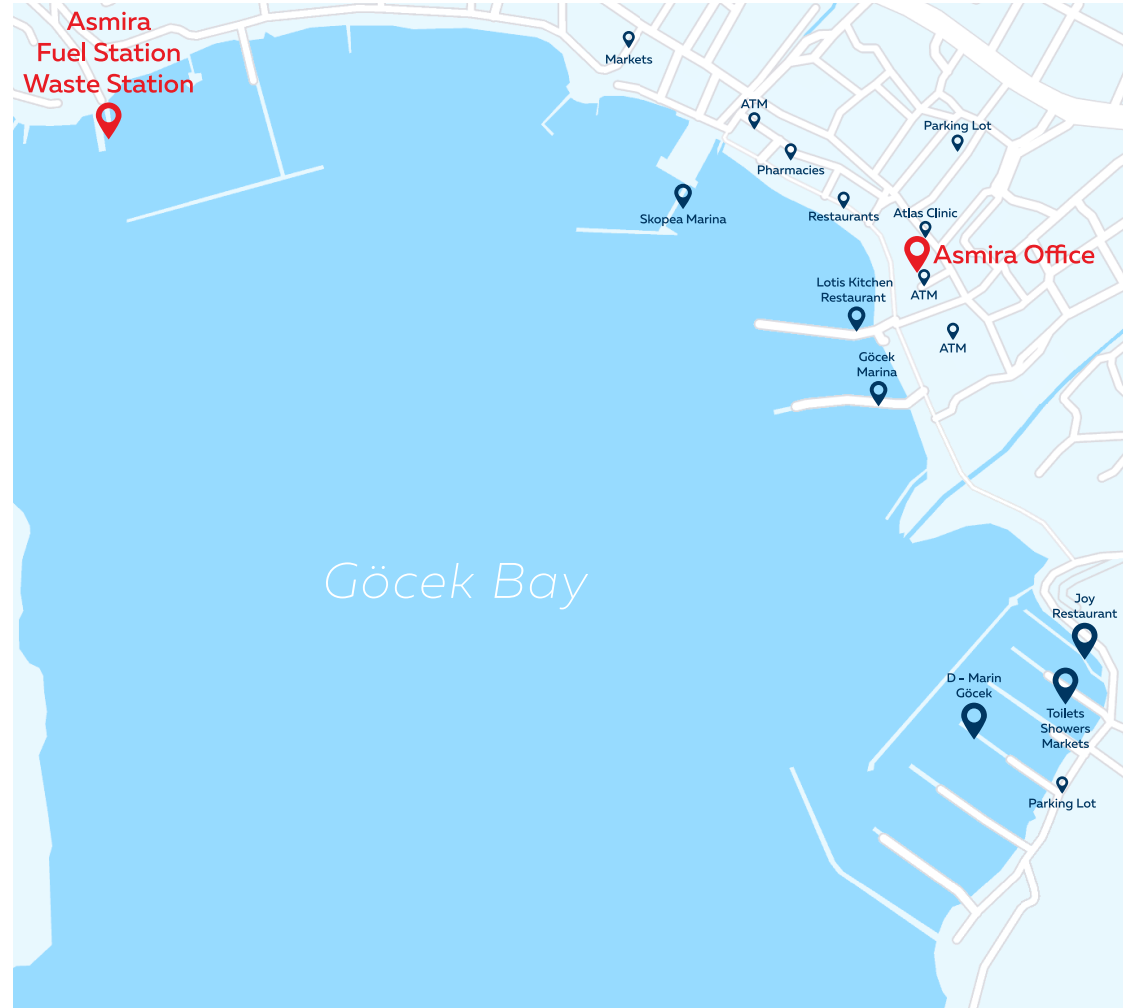 Asmira
Fuel Station
Waste Station
Markets
ATM
Parking Lot
Pharmacies
Skopea Marina
Restaurants
Atlas Clinic
Asmira Office
Lotis Kitchen
Restaurant
ATM
ATM
Göcek
Marina
Göcek Bay
Joy
Restaurant
D - Marin
Göcek
Toilets
Showers
Markets
Parking Lot